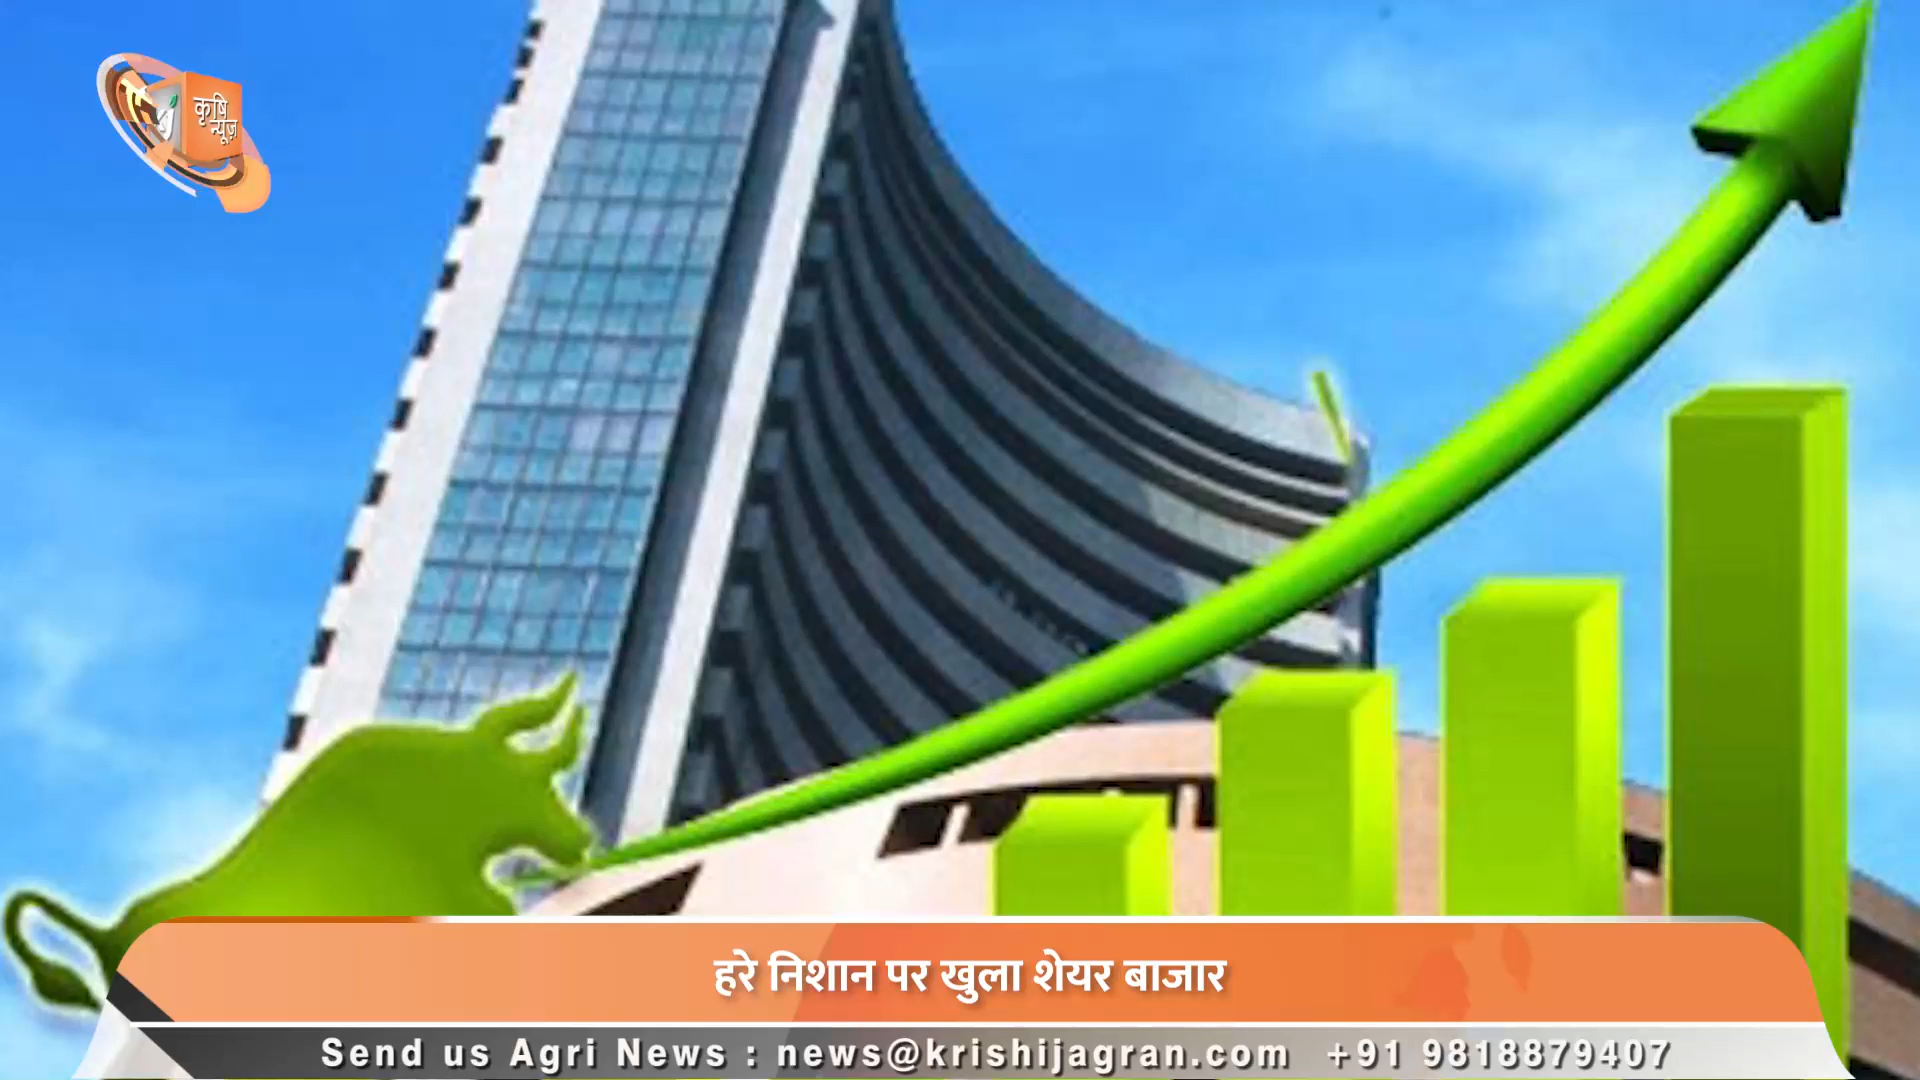 कृषि
न्यूज़
हरे निशान पर खुला शेयर बाजार
Send us Agri News : news@krishijagran.com +91 9818879407